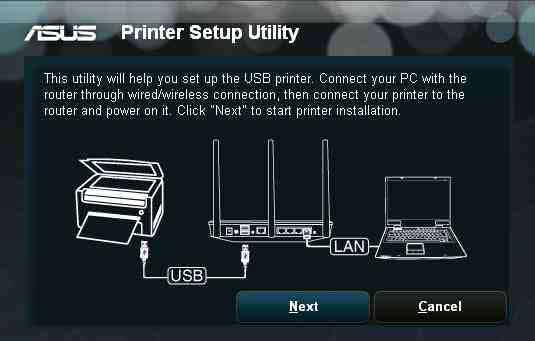 ASUS Printer Setup Utility
This utility will help you set up the USB printer. Connect your PC with the
router through wired/wireless connection, then connect your printer to the
router and power on it. Click "Next" to start printer installation.
LAN
USB
Next
Cancel